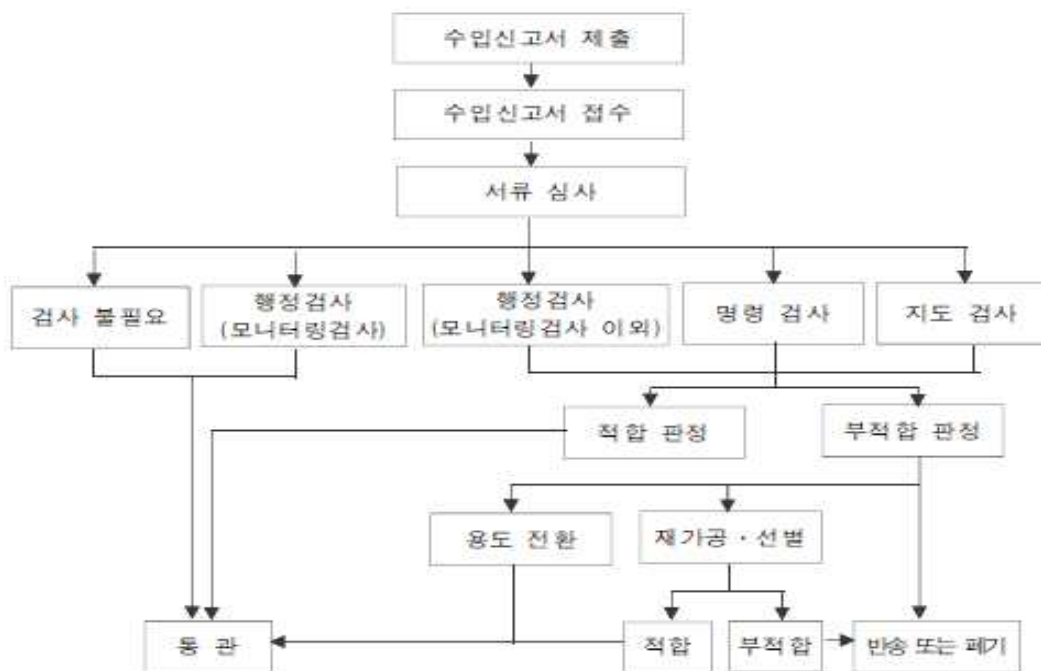 수입신고서 제출
수입신고서 접수
서류 심사
검사 불필요
행정검사
(모니터링검사)
행정검사
(모니터링검사 이외)
명령 검사
지도 검사
적합 판정
부적합 판정
용도 전환
재가공·선별
통 관
적합
부적합
반송 또는 폐기